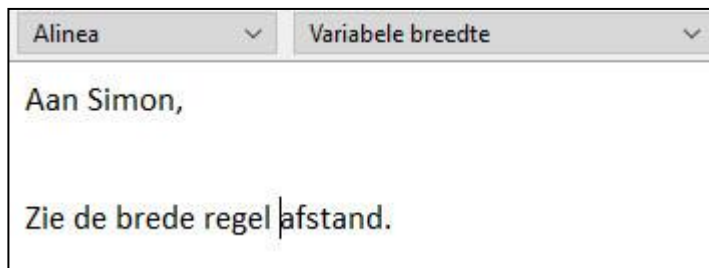 Alinea Variabele breedte
Aan Simon,
Zie de brede regel afstand.